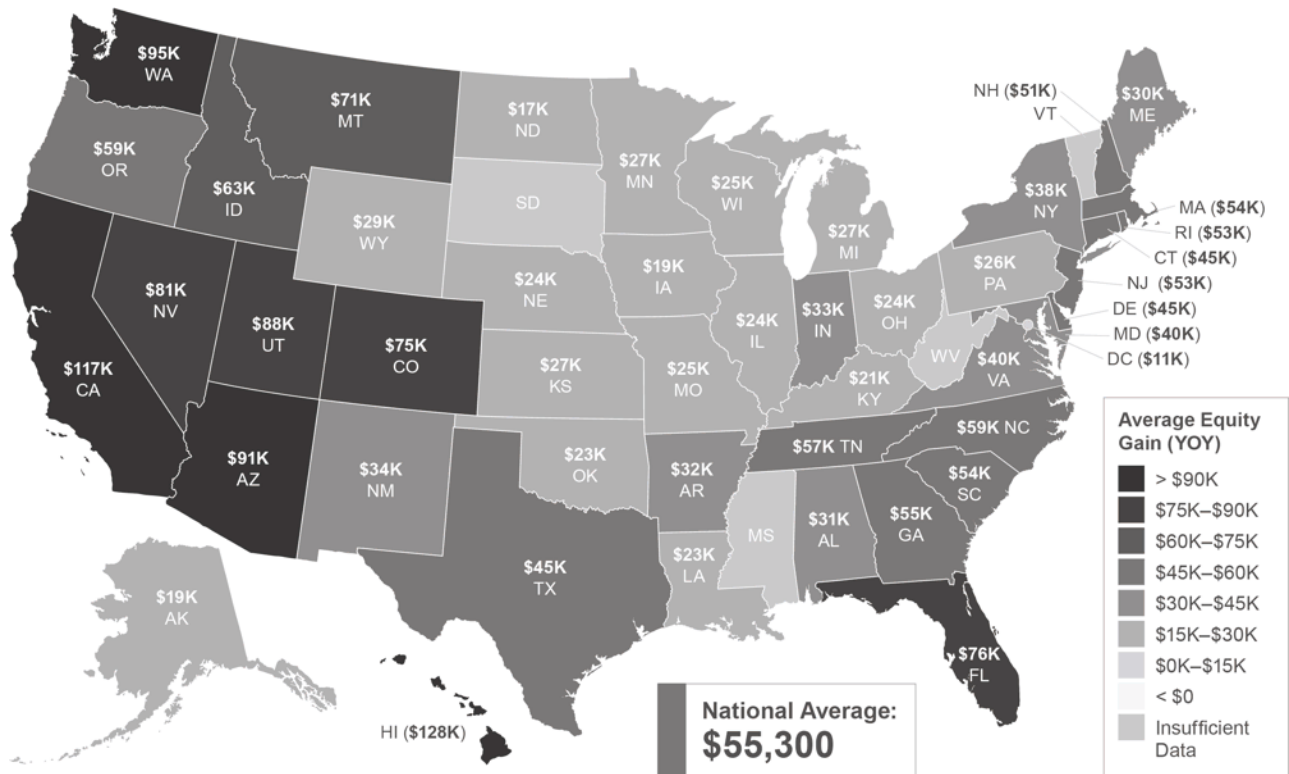 $95K
WA
$71K
MT
$17K
ND
$27K
MN
NH ($51K)
VT
$30K
ME
$59K
OR
$63K
ID
$29K
WY
SD
$25K
WI
$27K
MI
$38K
NY
MA ($54K)
RI ($53K)
CT ($45K)
NJ ($53K)
DE ($45K)
MD ($40K)
DC ($11K)
$81K
NV
$88K
UT
$75K
CO
$24K
NE
$19K
IA
$24K
IL
$33K
IN
$24K
OH
$26K
PA
WV
$40K
VA
$117K
CA
$27K
KS
$25K
MO
$21K
KY
$91K
AZ
$34K
NM
$23K
OK
$32K
AR
$57K TN
$59K NC
$54K
SC
$45K
TX
$23K
LA
MS
$31K
AL
$55K
GA
$76K
FL
$19K
AK
HI ($128K)
National Average:
$55,300
Average Equity
Gain (YOY)
> $90K
$75K–$90K
$60K–$75K
$45K–$60K
$30K–$45K
$15K–$30K
$0K–$15K
< $0
Insufficient
Data